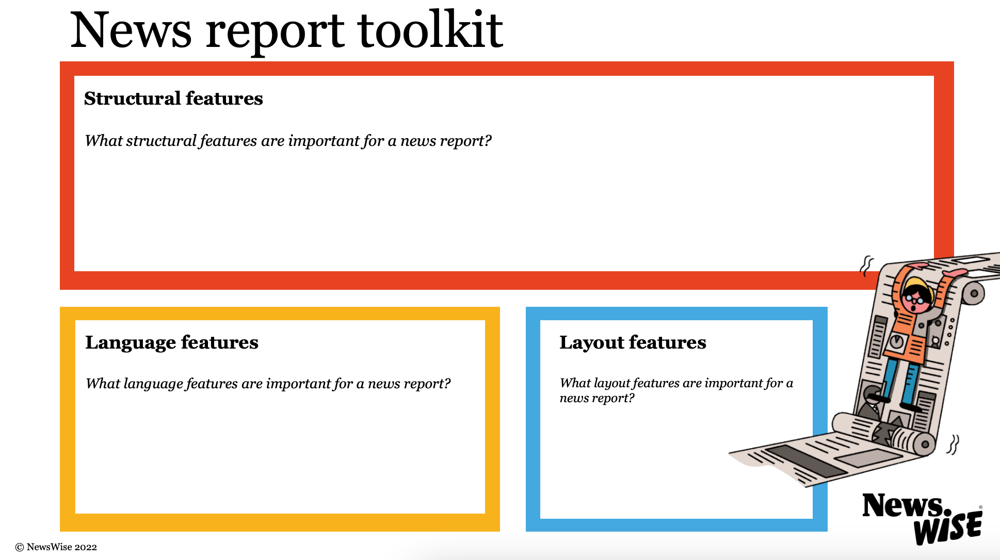 News report toolkit
Structural features
What structural features are important for a news report?
Language features
What language features are important for a news report?
Layout features
What layout features are important for a
news report?
News.
WiSE®
© NewsWise 2022